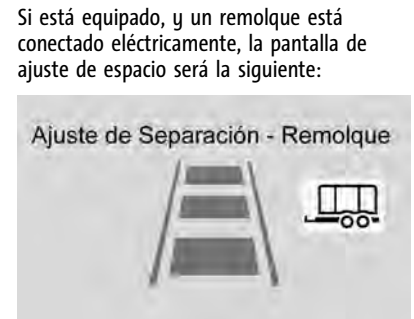 Si está equipado, y un remolque está
conectado eléctricamente, la pantalla de
ajuste de espacio será la siguiente:
Ajuste de Separación - Remolque